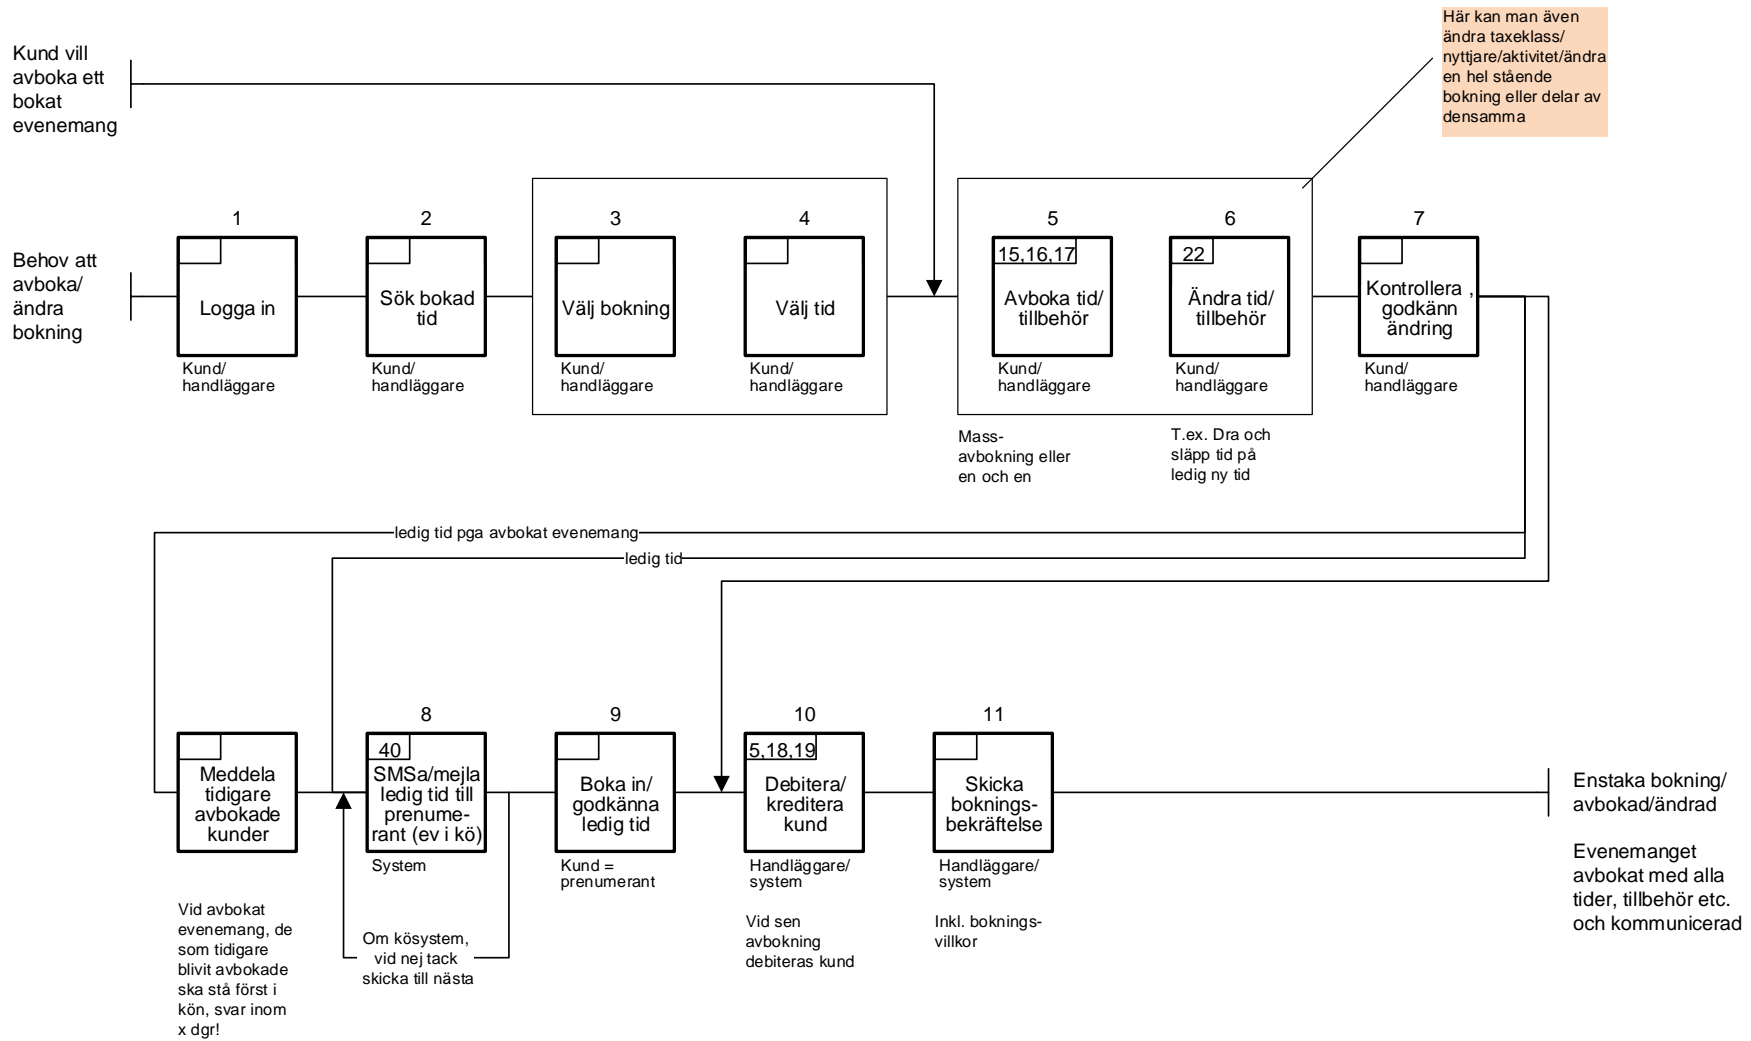 Här kan man även
ändra taxeklass/
nyttjare/aktivitet/ändra
en hel stående
bokning eller delar av
densamma
Kund vill
avboka ett
bokat
evenemang
Behov att
avboka/
ändra
bokning
1
Logga in
Kund/
handläggare
2
Sök bokad
tid
Kund/
handläggare
3
Välj bokning
Kund/
handläggare
4
Välj tid
Kund/
handläggare
5
15,16,17
Avboka tid/
tillbehör
Kund/
handläggare
Mass-
avbokning eller
en och en
6
22
Ändra tid/
tillbehör
Kund/
handläggare
T.ex. Dra och
släpp tid på
ledig ny tid
7
Kontrollera ,
godkänn
ändring
Kund/
handläggare
ledig tid pga avbokat evenemang
ledig tid
Meddela
tidigare
avbokade
kunder
Vid avbokat
evenemang, de
som tidigare
blivit avbokade
ska stå först i
kön, svar inom
x dgr!
8
40
SMSa/mejla
ledig tid till
prenume-
rant (ev i kö)
System
Om kösystem,
vid nej tack
skicka till nästa
9
Boka in/
godkänna
ledig tid
Kund =
prenumerant
10
5,18,19
Debitera/
kreditera
kund
Handläggare/
system
Vid sen
avbokning
debiteras kund
11
Skicka
boknings-
bekräftelse
Handläggare/
system
Inkl. boknings-
villkor
Enstaka bokning/
avbokad/ändrad
Evenemanget
avbokat med alla
tider, tillbehör etc.
och kommunicerad